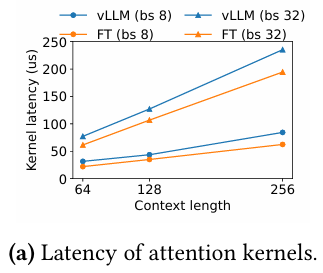 vLLM (bs 8) vLLM (bs 32)
FT (bs 8) FT (bs 32)
250
200
150
100
50
0
Kernel latency (us)
64 128 256
Context length
(a) Latency of attention kernels.